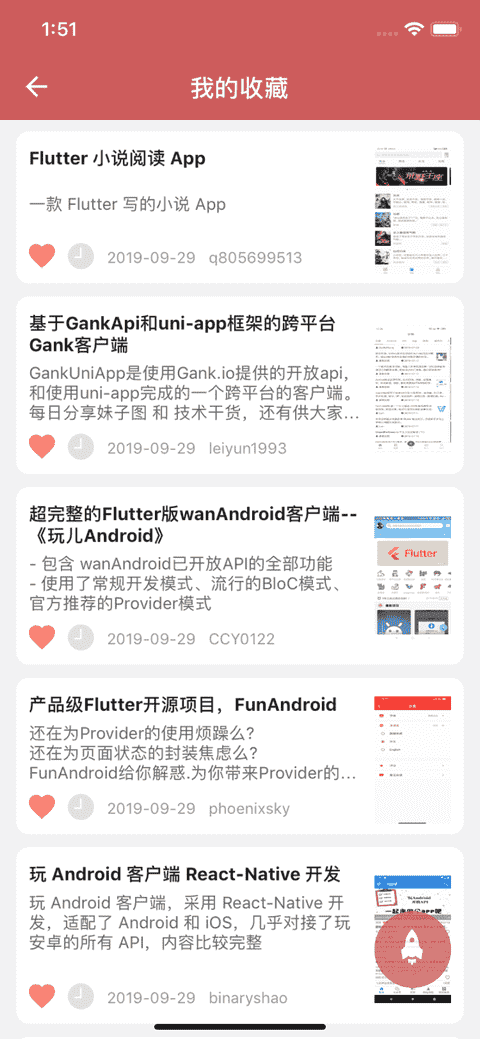 1:51
我的收藏
Flutter 小说阅读 App
一款 Flutter 写的小说 App
2019-09-29 q805699513
基于GankApi和uni-app框架的跨平台
Gank客户端
GankUniApp是使用Gank.io提供的开放api，
和使用uni-app完成的一个跨平台的客户端。
每日分享妹子图 和 技术干货，还有供大家...
2019-09-29 leiyun1993
超完整的Flutter版wanAndroid客户端--
《玩儿Android》
- 包含 wanAndroid已开放API的全部功能
- 使用了常规开发模式、流行的BloC模式、
官方推荐的Provider模式
2019-09-29 CCY0122
Flutter
产品级Flutter开源项目，FunAndroid
还在为Provider的使用烦躁么?
还在为页面状态的封装焦虑么?
FunAndroid给你解惑.为你带来Provider的...
2019-09-29 phoenixsky
玩 Android 客户端 React-Native 开发
玩 Android 客户端，采用 React-Native 开
发，适配了 Android 和 iOS，几乎对接了玩
安卓的所有 API，内容比较完整
2019-09-29 binaryshao